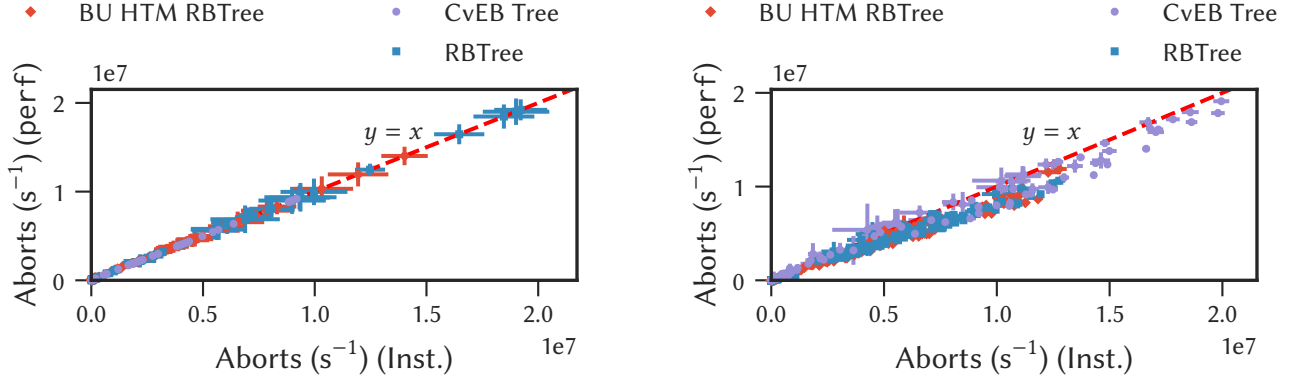 BU HTM RBTree
CvEB Tree
RBTree
1e7
Aborts (s⁻¹) (perf)
2
1
0
y = x
0.0 0.5 1.0 1.5 2.0
1e7
Aborts (s⁻¹) (Inst.)
BU HTM RBTree
CvEB Tree
RBTree
1e7
Aborts (s⁻¹) (perf)
2
1
0
y = x
0.0 0.5 1.0 1.5 2.0
1e7
Aborts (s⁻¹) (Inst.)